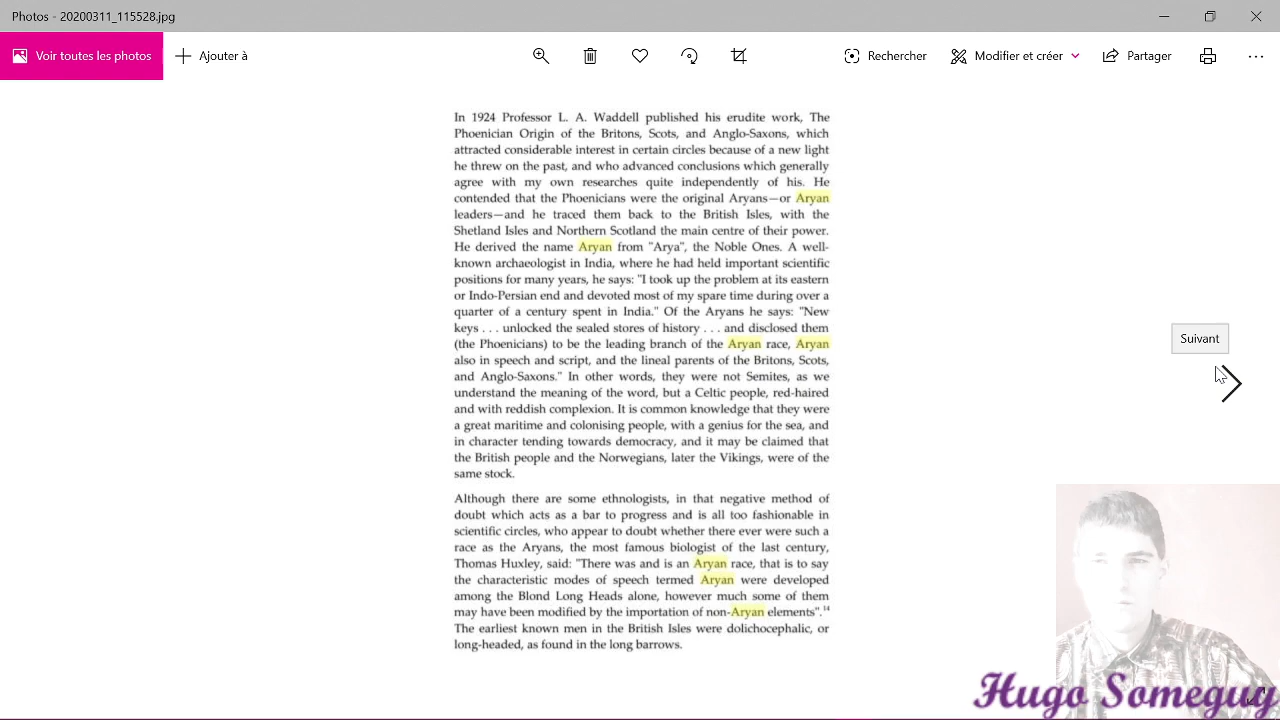 Photos - 20200311_115528.jpg
Voir toutes les photos
Ajouter à
Rechercher
Modifier et créer
Partager
In 1924 Professor L. A. Waddell published his erudite work, The
Phoenician Origin of the Britons, Scots, and Anglo-Saxons, which
attracted considerable interest in certain circles because of a new light
he threw on the past, and who advanced conclusions which generally
agree with my own researches quite independently of his. He
contended that the Phoenicians were the original Aryans—or Aryan
leaders—and he traced them back to the British Isles, with the
Shetland Isles and Northern Scotland the main centre of their power.
He derived the name Aryan from "Arya", the Noble Ones. A well-
known archaeologist in India, where he had held important scientific
positions for many years, he says: "I took up the problem at its eastern
or Indo-Persian end and devoted most of my spare time during over a
quarter of a century spent in India." Of the Aryans he says: "New
keys . . . unlocked the sealed stores of history . . . and disclosed them
(the Phoenicians) to be the leading branch of the Aryan race, Aryan
also in speech and script, and the lineal parents of the Britons, Scots,
and Anglo-Saxons." In other words, they were not Semites, as we
understand the meaning of the word, but a Celtic people, red-haired
and with reddish complexion. It is common knowledge that they were
a great maritime and colonising people, with a genius for the sea, and
in character tending towards democracy, and it may be claimed that
the British people and the Norwegians, later the Vikings, were of the
same stock.
Although there are some ethnologists, in that negative method of
doubt which acts as a bar to progress and is all too fashionable in
scientific circles, who appear to doubt whether there ever were such a
race as the Aryans, the most famous biologist of the last century,
Thomas Huxley, said: "There was and is an Aryan race, that is to say
the characteristic modes of speech termed Aryan were developed
among the Blond Long Heads alone, however much some of them
may have been modified by the importation of non-Aryan elements".14
The earliest known men in the British Isles were dolichocephalic, or
long-headed, as found in the long barrows.
Suivant
Hugo Someguy